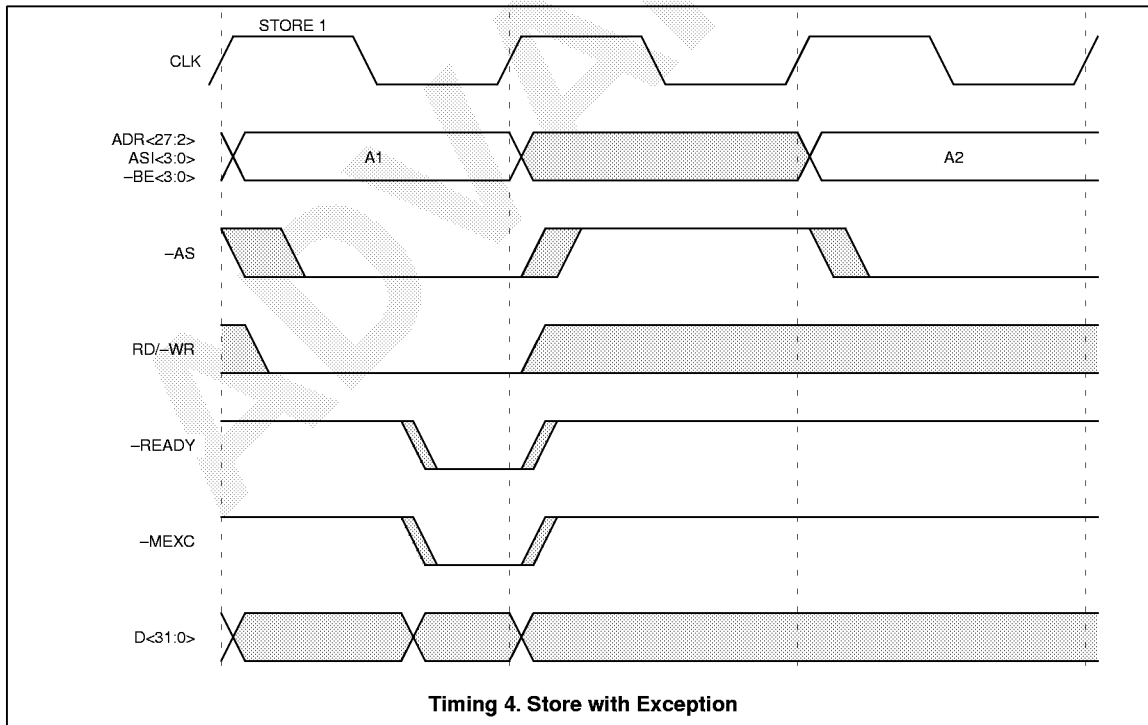 STORE 1
CLK
ADR<27:2>
ASI<3:0>
–BE<3:0>
A1
A2
–AS
RD/–WR
–READY
–MEXC
D<31:0>
Timing 4. Store with Exception
ADVA